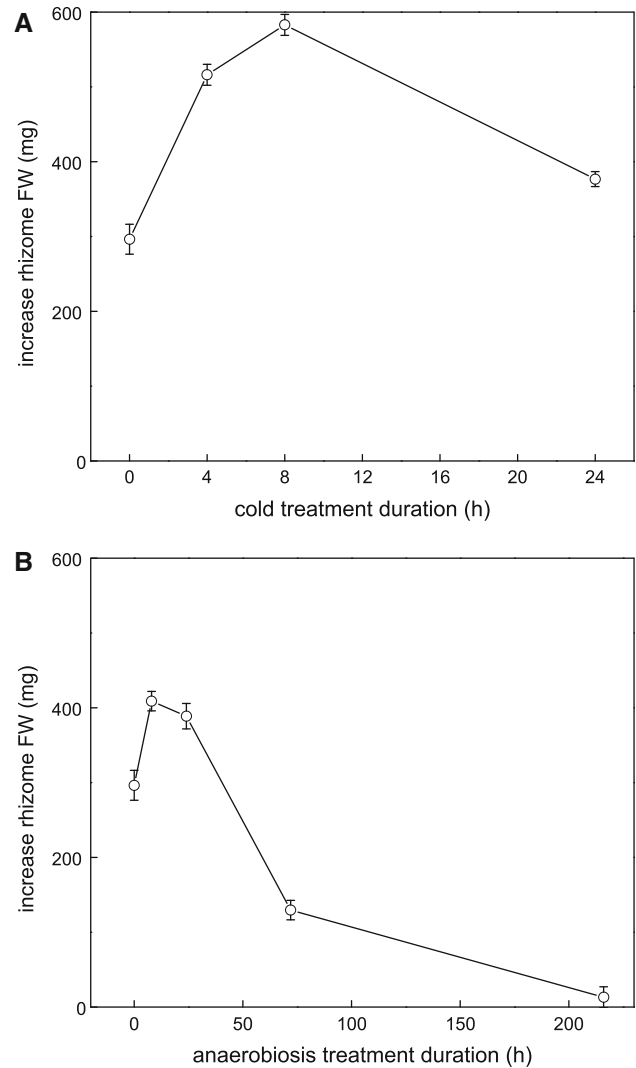 A
600
400
200
0
increase rhizome FW (mg)
0 4 8 12 16 20 24
cold treatment duration (h)
B
600
400
200
0
increase rhizome FW (mg)
0 50 100 150 200
anaerobiosis treatment duration (h)